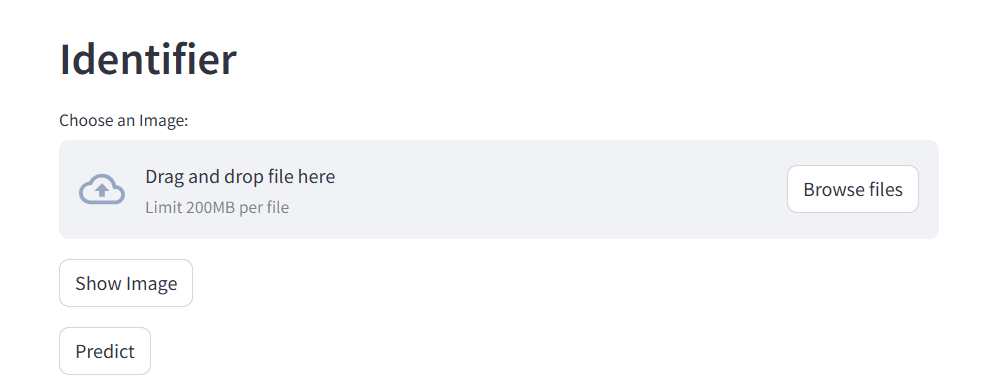 Identifier
Choose an Image:
Drag and drop file here
Limit 200MB per file
Browse files
Show Image
Predict